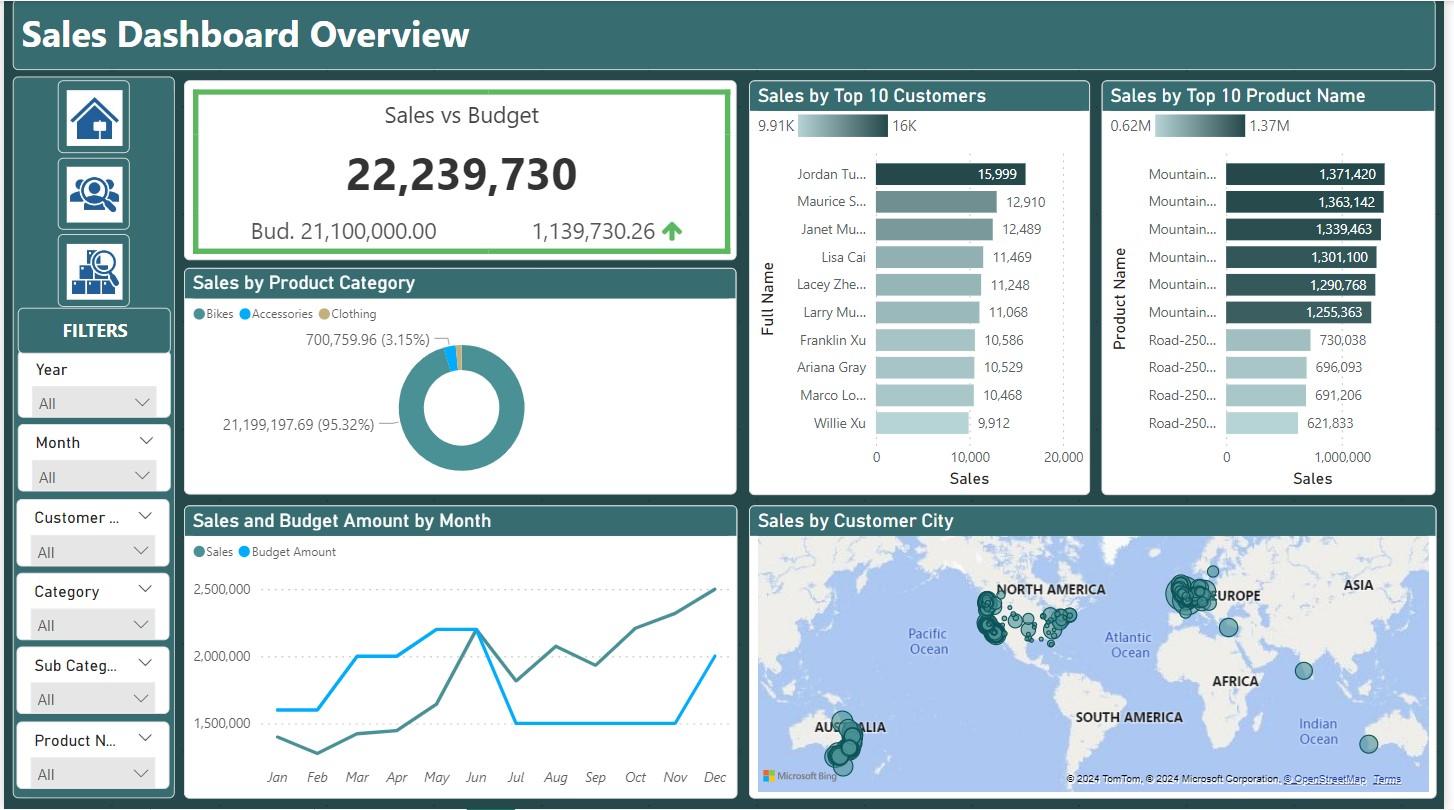 Sales Dashboard Overview
FILTERS
Year
All
Month
All
Customer ...
All
Category
All
Sub Categ...
All
Product N...
All
Sales vs Budget
22,239,730
Bud. 21,100,000.00 1,139,730.26
Sales by Product Category
Bikes Accessories Clothing
700,759.96 (3.15%)
21,199,197.69 (95.32%)
Sales and Budget Amount by Month
Sales Budget Amount
2,500,000
2,000,000
1,500,000
Jan Feb Mar Apr May Jun Jul Aug Sep Oct Nov Dec
Sales by Top 10 Customers
9.91K 16K
Full Name
Jordan Tu... 15,999
Maurice S... 12,910
Janet Mu... 12,489
Lisa Cai 11,469
Lacey Zhe... 11,248
Larry Mu... 11,068
Franklin Xu 10,586
Ariana Gray 10,529
Marco Lo... 10,468
Willie Xu 9,912
0 10,000 20,000
Sales
Sales by Top 10 Product Name
0.62M 1.37M
Product Name
Mountain... 1,371,420
Mountain... 1,363,142
Mountain... 1,339,463
Mountain... 1,301,100
Mountain... 1,290,768
Mountain... 1,255,363
Road-250... 730,038
Road-250... 696,093
Road-250... 691,206
Road-250... 621,833
0 1,000,000
Sales
Sales by Customer City
NORTH AMERICA
EUROPE
ASIA
Pacific
Ocean
Atlantic
Ocean
AFRICA
SOUTH AMERICA
AUSTRALIA
Indian
Ocean
Microsoft Bing
© 2024 TomTom, © 2024 Microsoft Corporation, © OpenStreetMap Terms